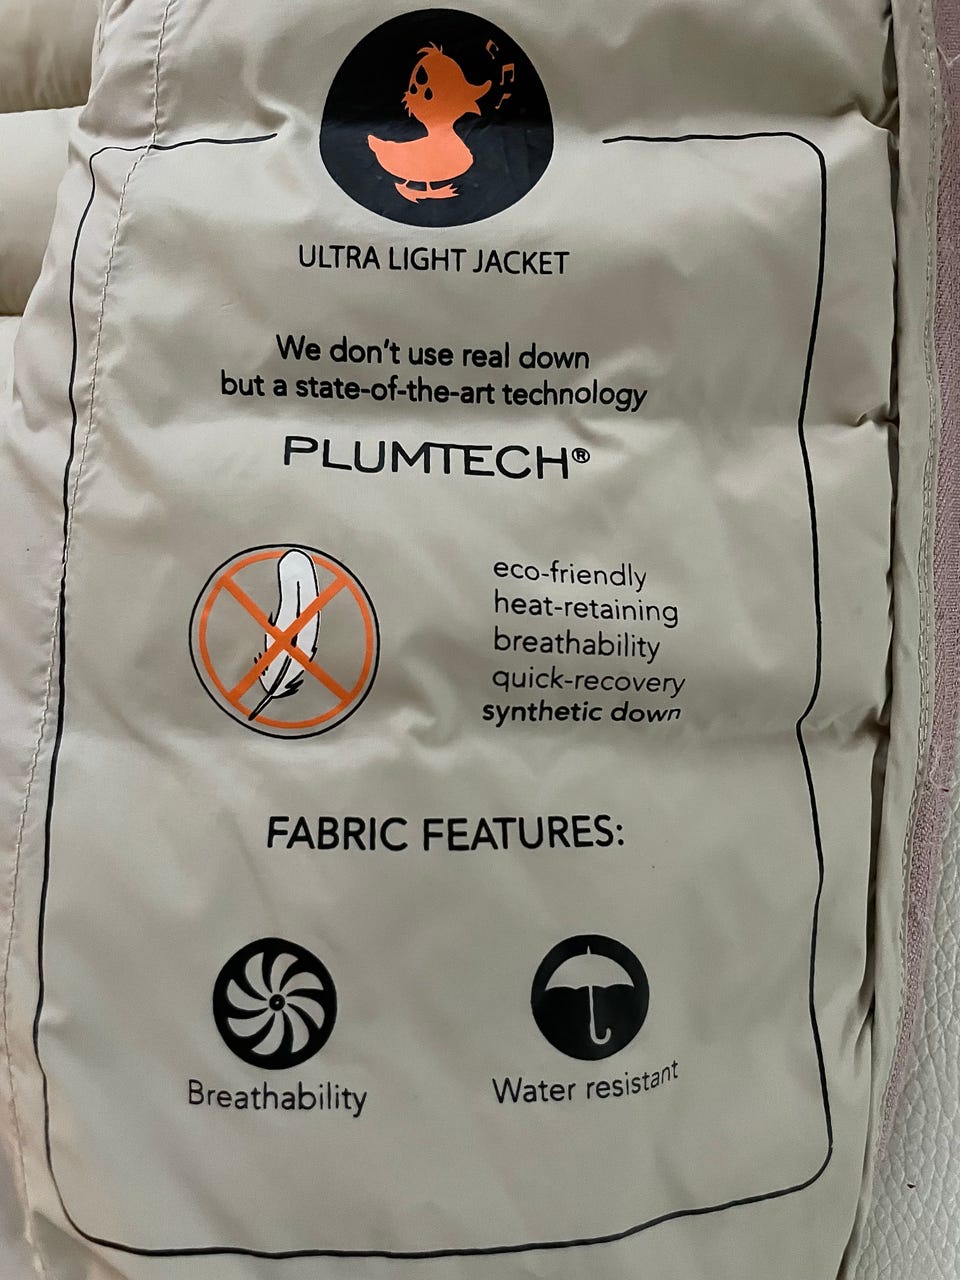 ULTRA LIGHT JACKET
We don't use real down
but a state-of-the-art technology
PLUMTECH®
eco-friendly
heat-retaining
breathability
quick-recovery
synthetic down
FABRIC FEATURES:
Breathability
Water resistant